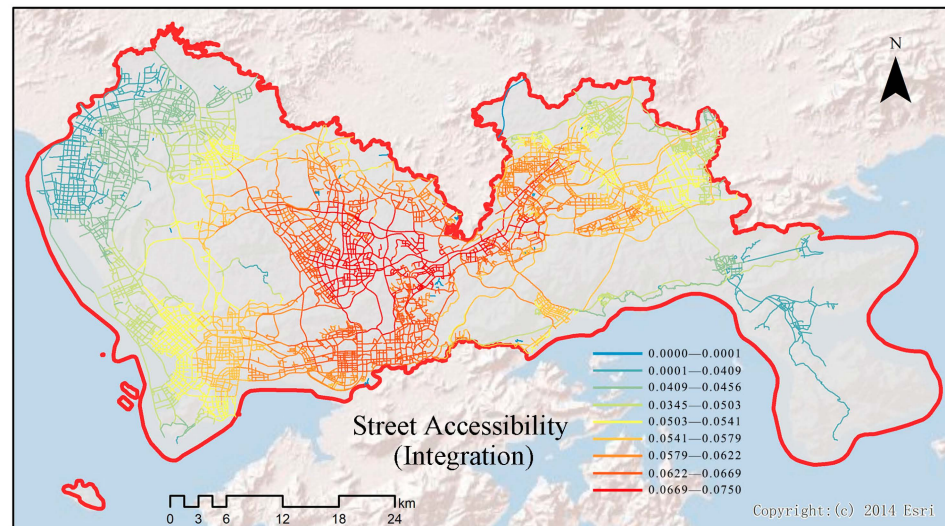 N
0.0000—0.0001
0.0001—0.0409
0.0409—0.0456
0.0345—0.0503
0.0503—0.0541
0.0541—0.0579
0.0579—0.0622
0.0622—0.0669
0.0669—0.0750
Street Accessibility
(Integration)
km
0 3 6 12 18 24
Copyright:(c) 2014 Esri